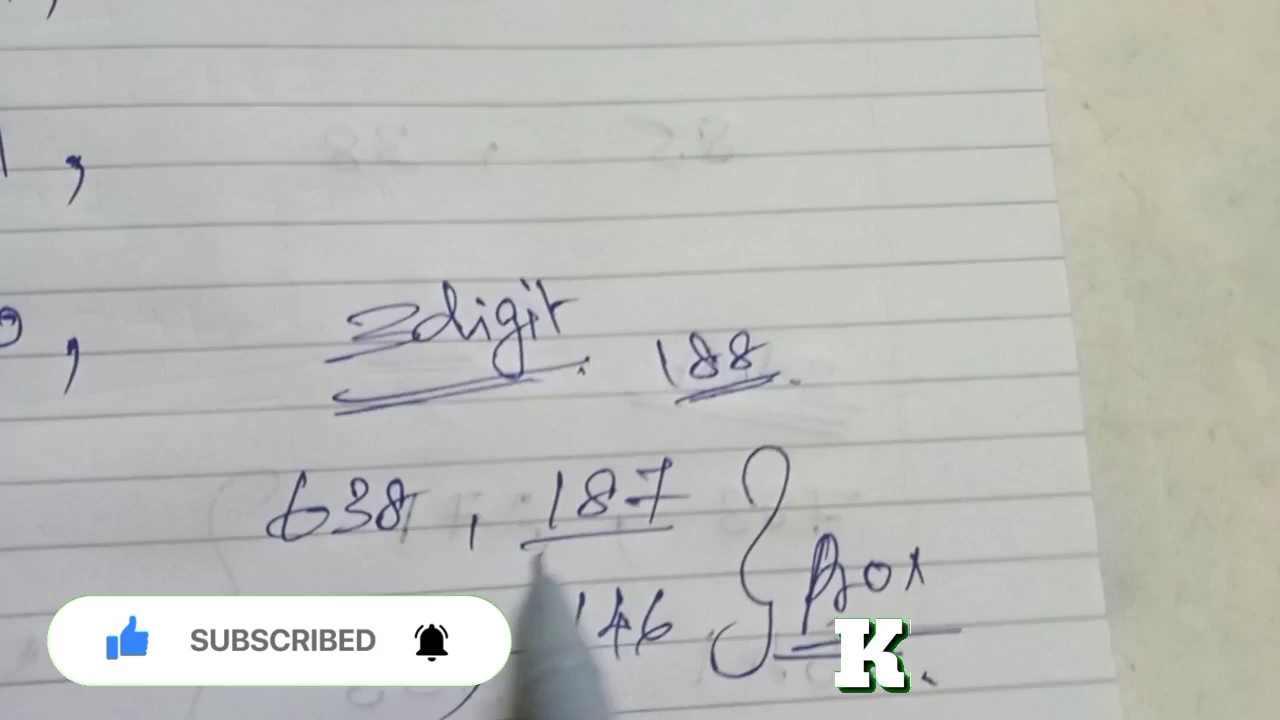 ,
3digit. 188.
,
638, 187
146 Box
SUBSCRIBED
K